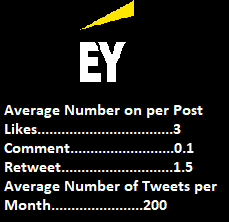 EY
Average Number on per Post
Likes..................................3
Comment..........................0.1
Retweet............................1.5
Average Number of Tweets per
Month.......................200